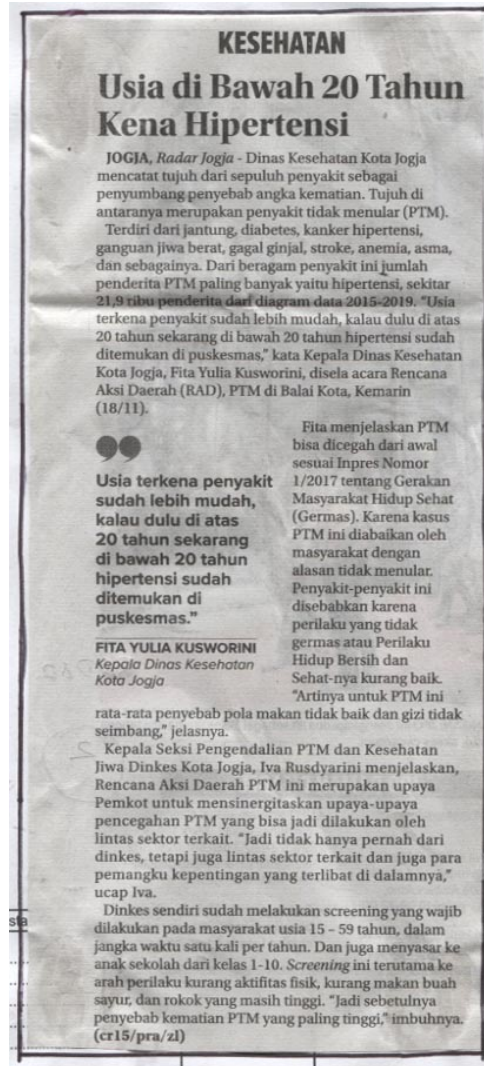 KESEHATAN
Usia di Bawah 20 Tahun
Kena Hipertensi
JOGJA, Radar Jogja - Dinas Kesehatan Kota Jogja
mencatat tujuh dari sepuluh penyakit sebagai
penyumbang penyebab angka kematian. Tujuh di
antaranya merupakan penyakit tidak menular (PTM).
Terdiri dari jantung, diabetes, kanker hipertensi,
ganguan jiwa berat, gagal ginjal, stroke, anemia, asma,
dan sebagainya. Dari beragam penyakit ini jumlah
penderita PTM paling banyak yaitu hipertensi, sekitar
21,9 ribu penderita dari diagram data 2015-2019. “Usia
terkena penyakit sudah lebih mudah, kalau dulu di atas
20 tahun sekarang di bawah 20 tahun hipertensi sudah
ditemukan di puskesmas,” kata Kepala Dinas Kesehatan
Kota Jogja, Fita Yulia Kusworini, disela acara Rencana
Aksi Daerah (RAD), PTM di Balai Kota, Kemarin
(18/11).
Fita menjelaskan PTM
bisa dicegah dari awal
sesuai Inpres Nomor
1/2017 tentang Gerakan
Masyarakat Hidup Sehat
(Germas). Karena kasus
PTM ini diabaikan oleh
masyarakat dengan
alasan tidak menular.
Penyakit-penyakit ini
disebabkan karena
perilaku yang tidak
germas atau Perilaku
Hidup Bersih dan
Sehat-nya kurang baik.
“Artinya untuk PTM ini
rata-rata penyebab pola makan tidak baik dan gizi tidak
seimbang,” jelasnya.
”
Usia terkena penyakit
sudah lebih mudah,
kalau dulu di atas
20 tahun sekarang
di bawah 20 tahun
hipertensi sudah
ditemukan di
puskesmas.”
FITA YULIA KUSWORINI
Kepala Dinas Kesehatan
Kota Jogja
Kepala Seksi Pengendalian PTM dan Kesehatan
Jiwa Dinkes Kota Jogja, Iva Rusdyarini menjelaskan,
Rencana Aksi Daerah PTM ini merupakan upaya
Pemkot untuk mensinergitaskan upaya-upaya
pencegahan PTM yang bisa jadi dilakukan oleh
lintas sektor terkait. “Jadi tidak hanya pernah dari
dinkes, tetapi juga lintas sektor terkait dan juga para
pemangku kepentingan yang terlibat di dalamnya,”
ucap Iva.
Dinkes sendiri sudah melakukan screening yang wajib
dilakukan pada masyarakat usia 15 – 59 tahun, dalam
jangka waktu satu kali per tahun. Dan juga menyasar ke
anak sekolah dari kelas 1-10. Screening ini terutama ke
arah perilaku kurang aktifitas fisik, kurang makan buah
sayur, dan rokok yang masih tinggi. “Jadi sebetulnya
penyebab kematian PTM yang paling tinggi,” imbuhnya.
(cr15/pra/zl)